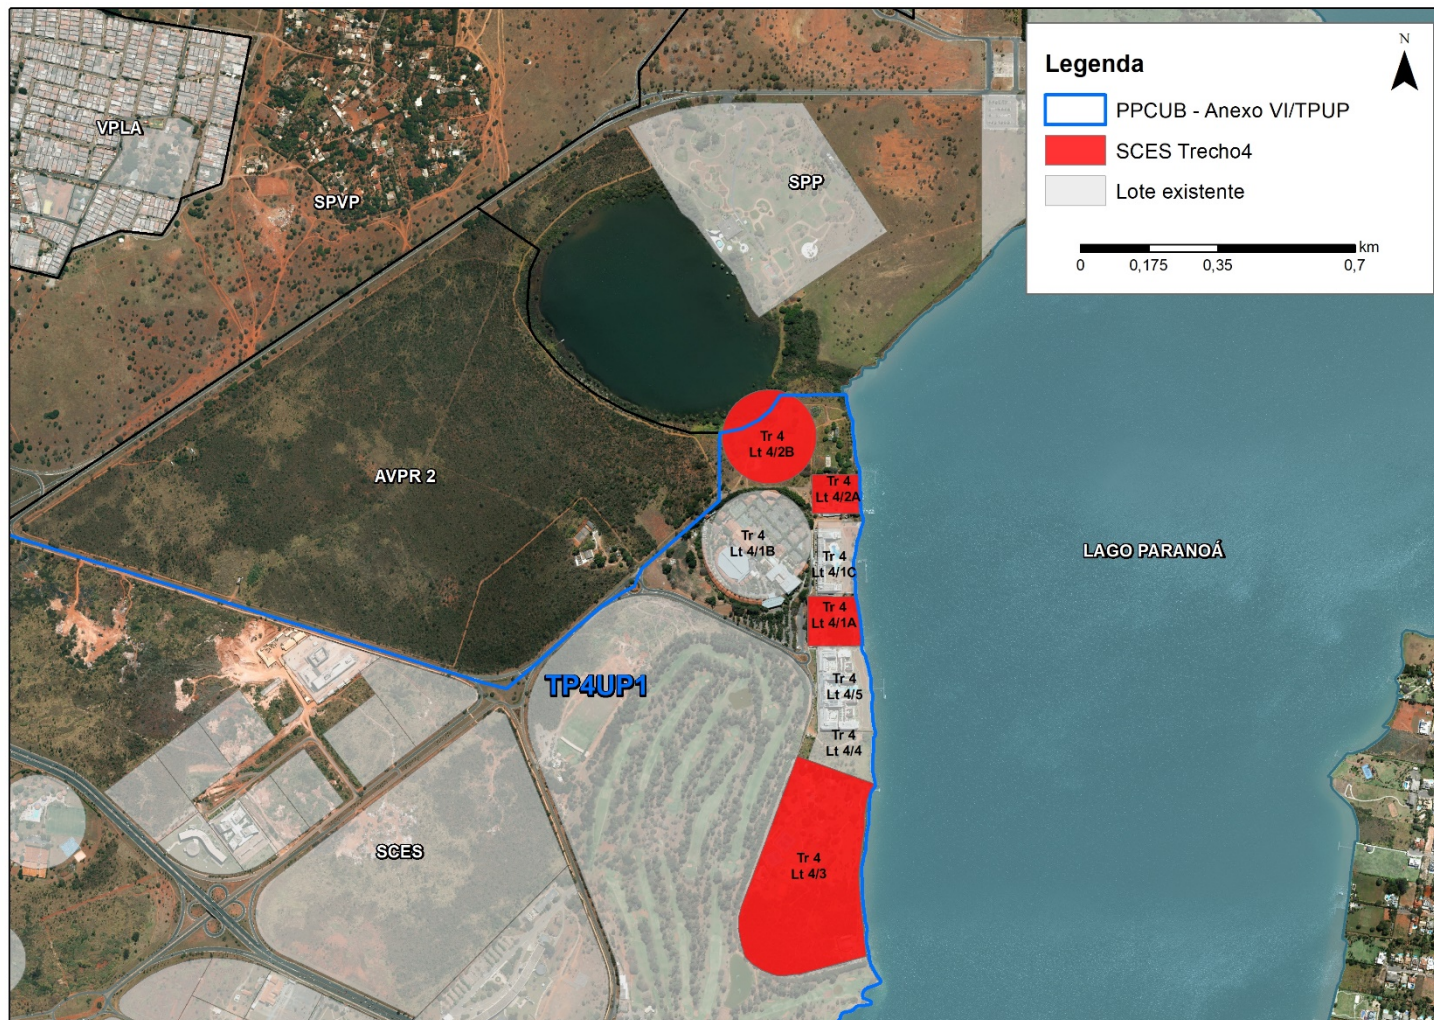 Legenda
N
PPCUB - Anexo VI/TPUP
SCES Trecho4
Lote existente
km
0 0,175 0,35 0,7
VPLA
SPVP
SPP
AVPR 2
Tr 4
Lt 4/2B
Tr 4
Lt 4/2A
Tr 4
Lt 4/1B
Tr 4
Lt 4/1C
LAGO PARANOÁ
Tr 4
Lt 4/1A
TP4UP1
Tr 4
Lt 4/5
Tr 4
Lt 4/4
SCES
Tr 4
Lt 4/3